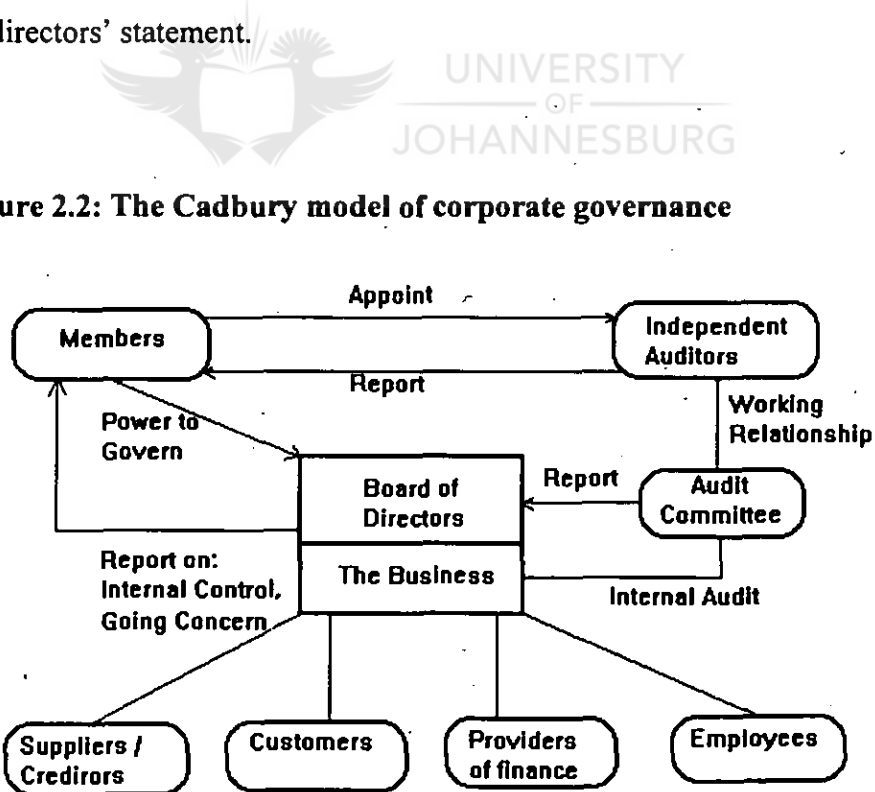 directors' statement.
UNIVERSITY
OF
JOHANNESBURG
ure 2.2: The Cadbury model of corporate governance
Appoint
Members
Independent
Auditors
Report
Power to
Govern
Working
Relationship
Board of
Directors
Report
Audit
Committee
Report on:
Internal Control,
Going Concern
The Business
Internal Audit
Suppliers /
Credirors
Customers
Providers
of finance
Employees